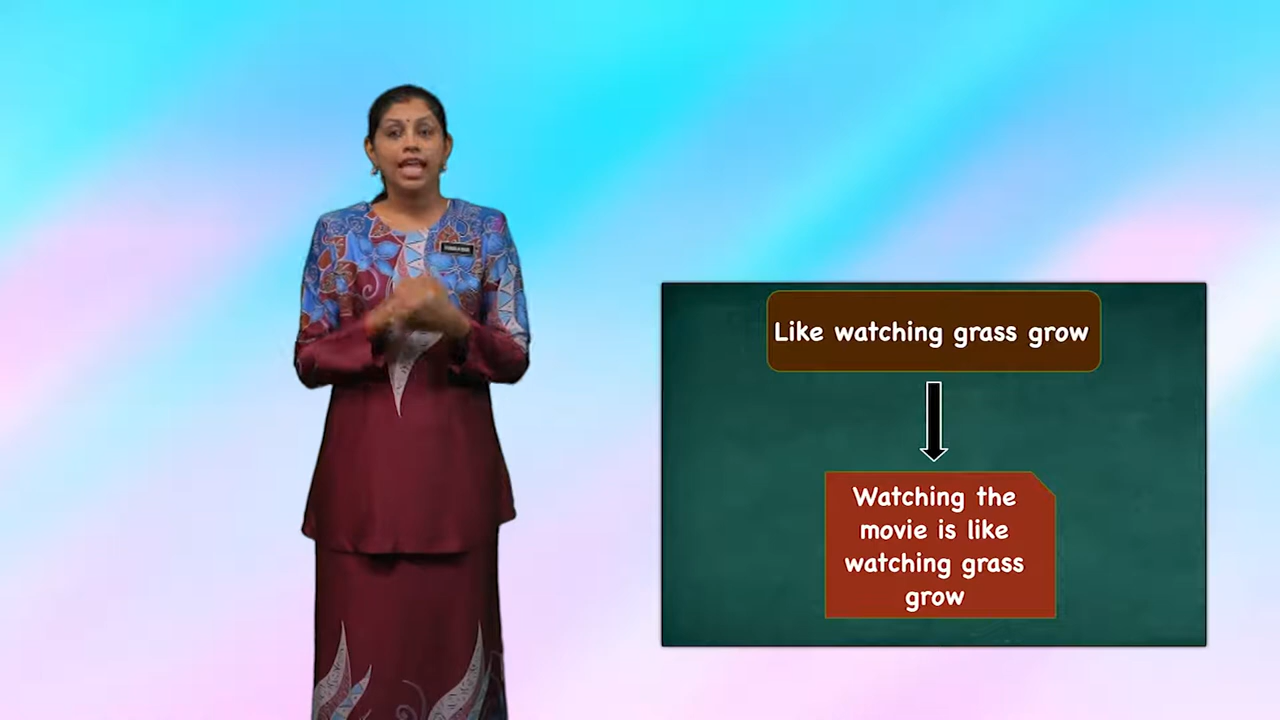 Like watching grass grow
Watching the
movie is like
watching grass
grow